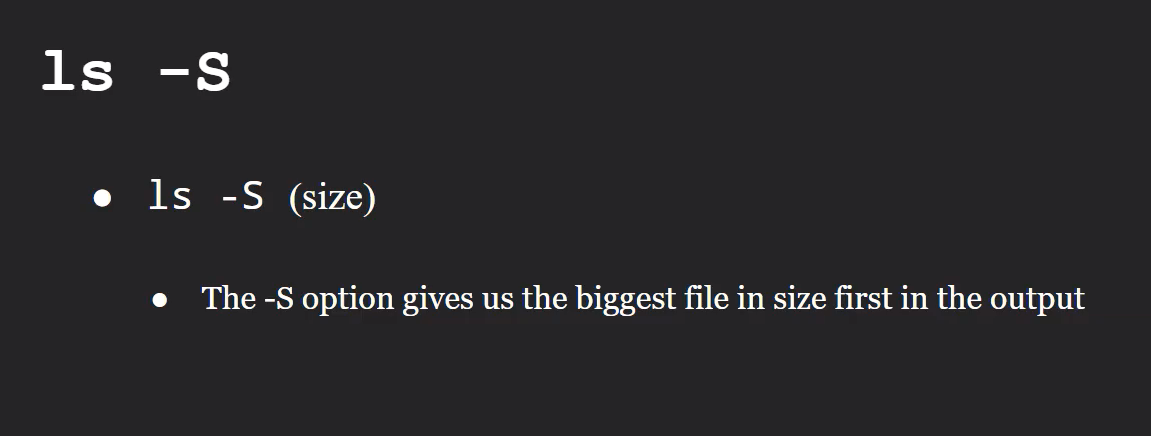 ls -S
● ls -S (size)
● The -S option gives us the biggest file in size first in the output